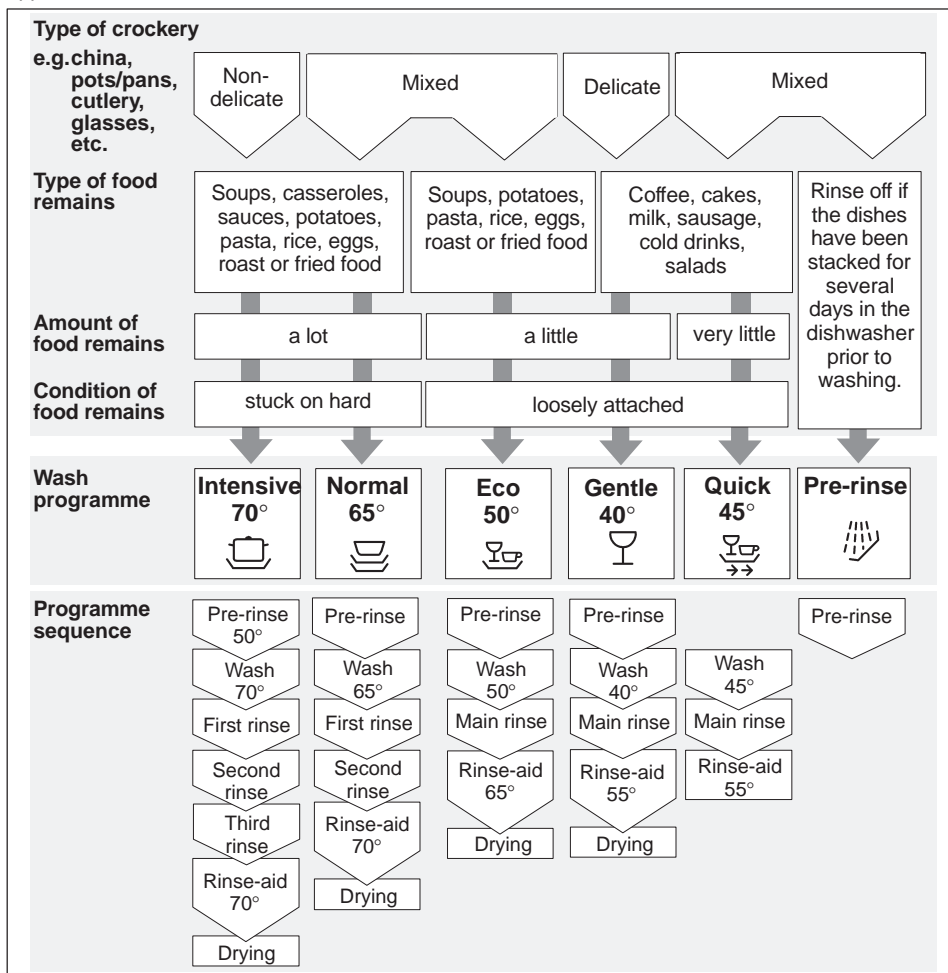 Type of crockery
e.g. china,
pots/pans,
cutlery,
glasses,
etc.
Non-
delicate
Mixed
Delicate
Mixed
Type of food
remains
Soups, casseroles,
sauces, potatoes,
pasta, rice, eggs,
roast or fried food
Soups, potatoes,
pasta, rice, eggs,
roast or fried food
Coffee, cakes,
milk, sausage,
cold drinks,
salads
Rinse off if
the dishes
have been
stacked for
several
days in the
dishwasher
prior to
washing.
Amount of
food remains
a lot
a little
very little
Condition of
food remains
stuck on hard
loosely attached
Wash
programme
Intensive
70°
Normal
65°
Eco
50°
Gentle
40°
Quick
45°
Pre-rinse
Programme
sequence
Pre-rinse
50°
Wash
70°
First rinse
Second
rinse
Third
rinse
Rinse-aid
70°
Drying
Pre-rinse
Wash
65°
First rinse
Second
rinse
Rinse-aid
70°
Drying
Pre-rinse
Wash
50°
Main rinse
Rinse-aid
65°
Drying
Pre-rinse
Wash
40°
Main rinse
Rinse-aid
55°
Drying
Wash
45°
Main rinse
Rinse-aid
55°
Pre-rinse